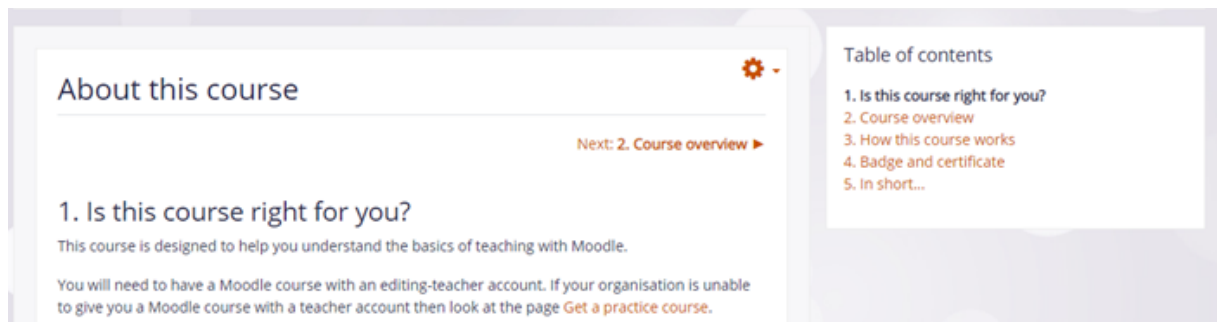 About this course
Next: 2. Course overview ►
1. Is this course right for you?
This course is designed to help you understand the basics of teaching with Moodle.
You will need to have a Moodle course with an editing-teacher account. If your organisation is unable
to give you a Moodle course with a teacher account then look at the page Get a practice course.
Table of contents
1. Is this course right for you?
2. Course overview
3. How this course works
4. Badge and certificate
5. In short...